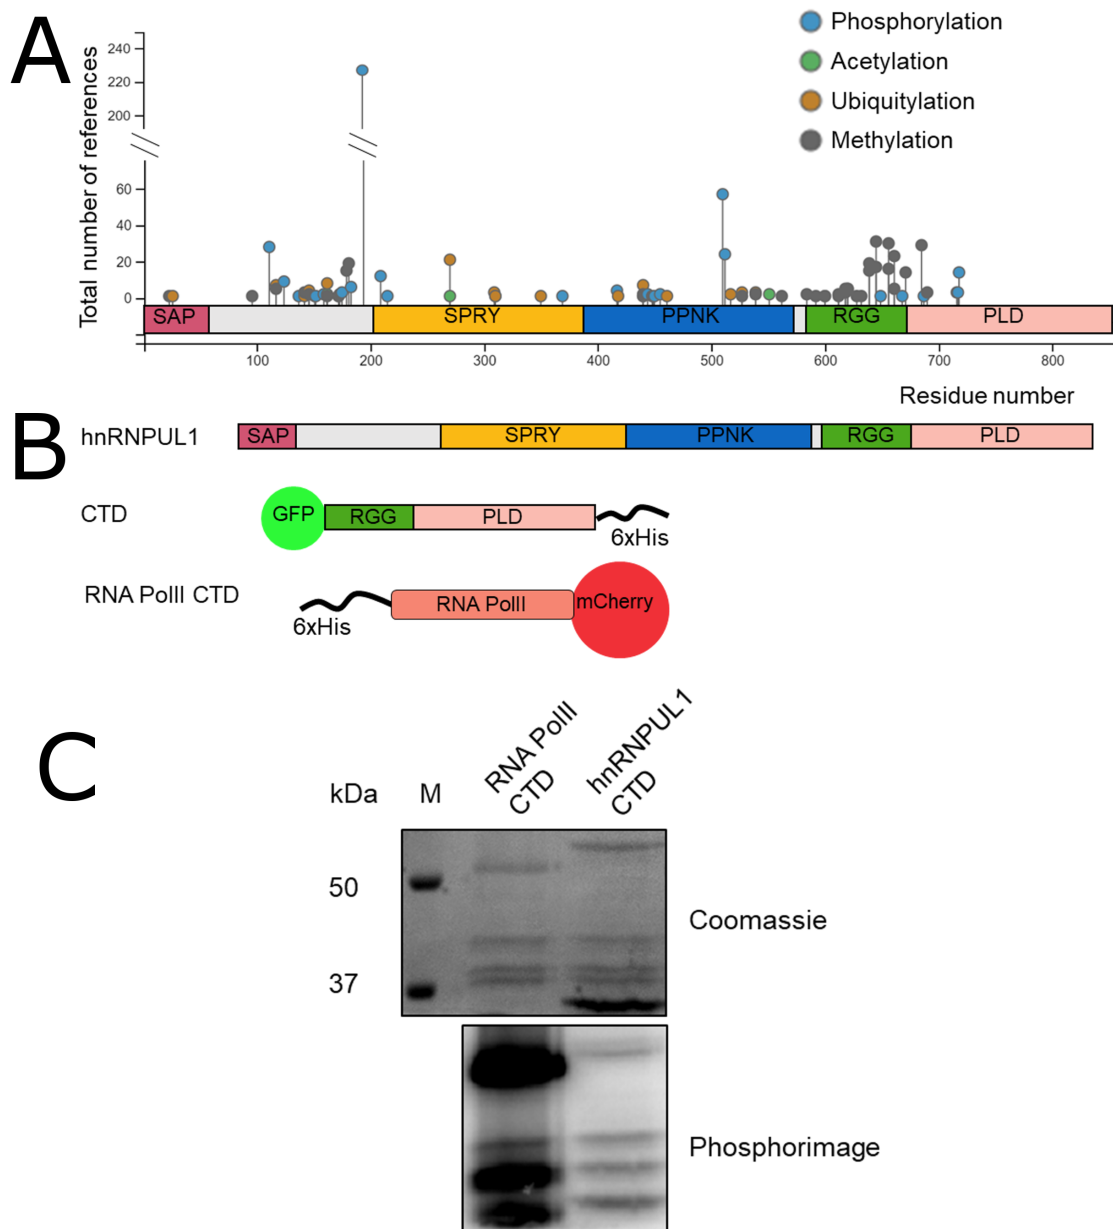 A
Total number of references
240
220
200
60
40
20
0
Phosphorylation
Acetylation
Ubiquitylation
Methylation
SAP SPRY PPNK RGG PLD
100 200 300 400 500 600 700 800
Residue number
B
hnRNPUL1
SAP SPRY PPNK RGG PLD
CTD
GFP RGG PLD
6xHis
RNA PolII CTD
RNA PolII mCherry
6xHis
C
kDa M
RNA PolII
CTD
hnRNPUL1
CTD
50
37
Coomassie
Phosphorimage